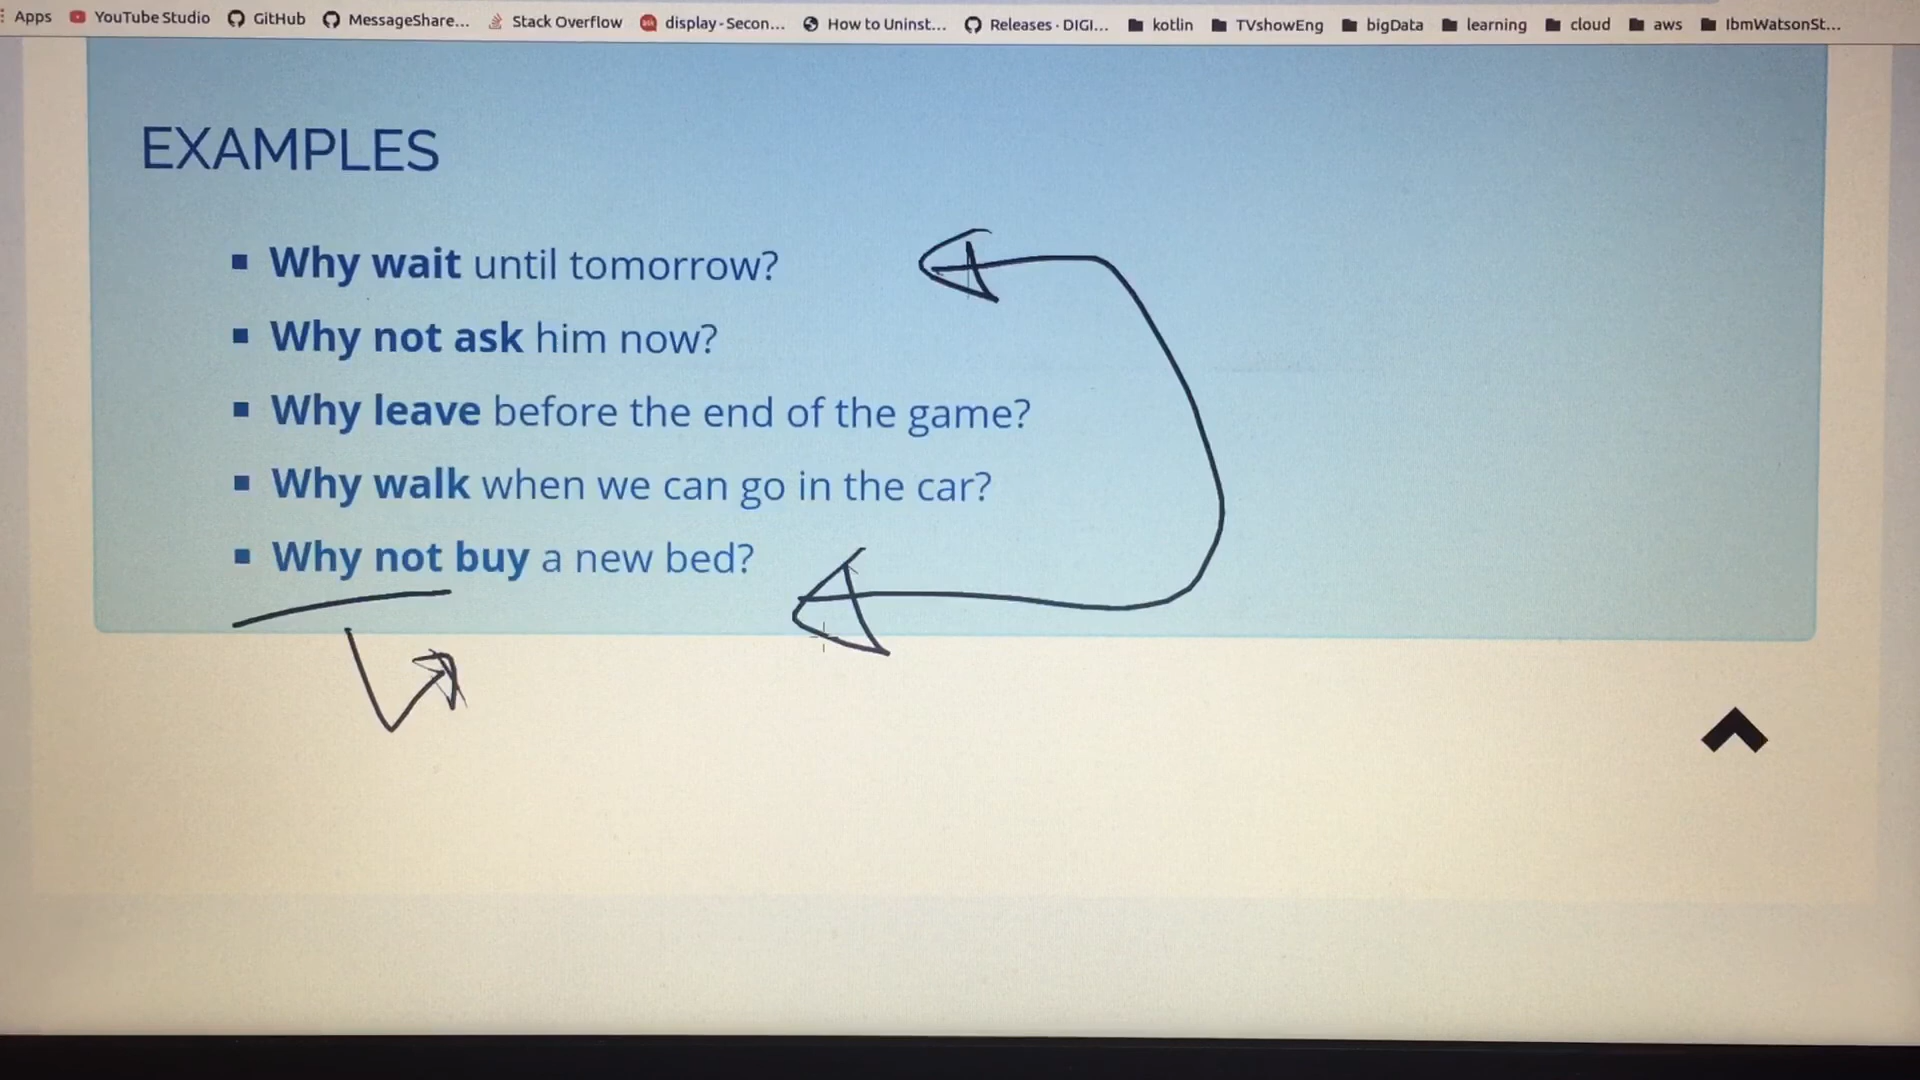 Apps YouTube Studio GitHub MessageShare... Stack Overflow display - Secon... How to Uninst... Releases · DIGI... kotlin TVshowEng bigData learning cloud aws IbmWatsonSt...
EXAMPLES
Why wait until tomorrow?
Why not ask him now?
Why leave before the end of the game?
Why walk when we can go in the car?
Why not buy a new bed?